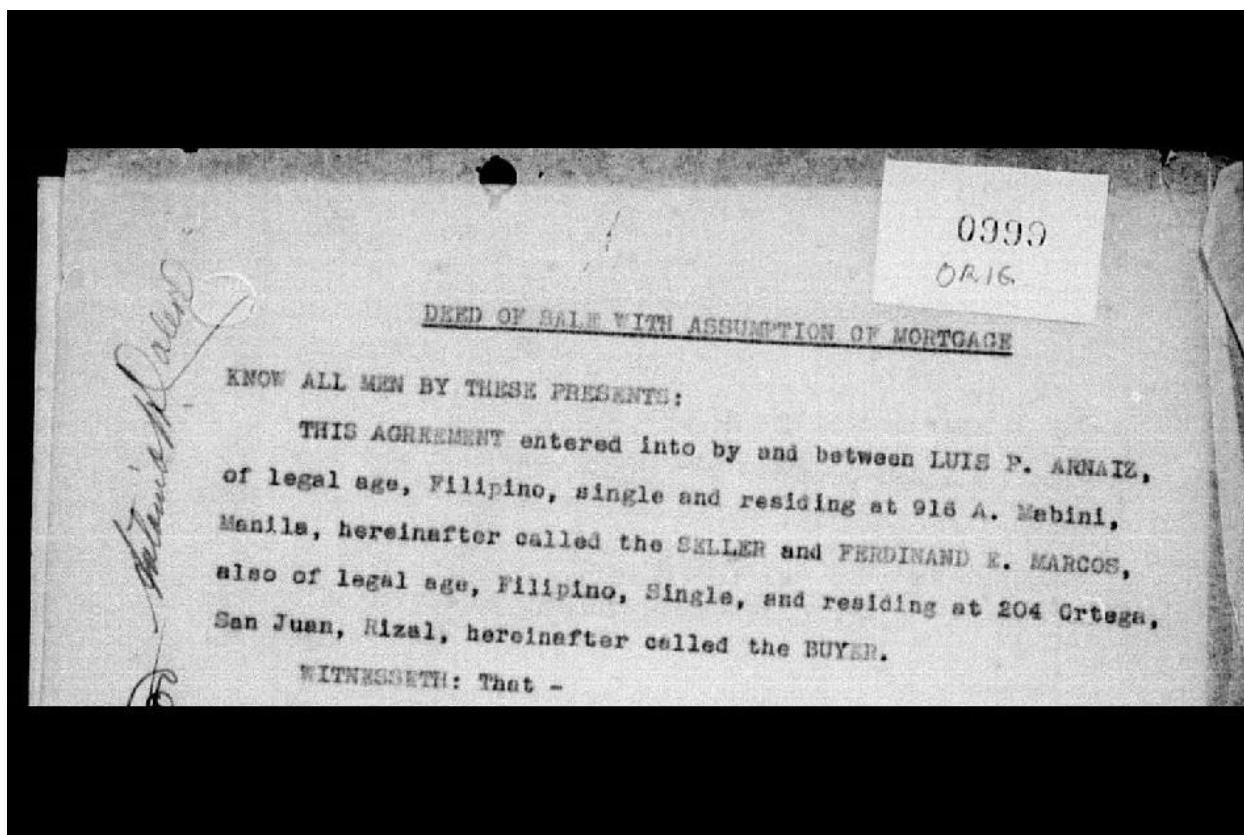 0999
ORIG.
DEED OF SALE WITH ASSUMPTION OF MORTGAGE
KNOW ALL MEN BY THESE PRESENTS:
THIS AGREEMENT entered into by and between LUIS P. ARNAIZ,
of legal age, Filipino, single and residing at 916 A. Mabini,
Manila, hereinafter called the SELLER and FERDINAND E. MARCOS,
also of legal age, Filipino, Single, and residing at 204 Ortega,
San Juan, Rizal, hereinafter called the BUYER.
WITNESSETH: That -